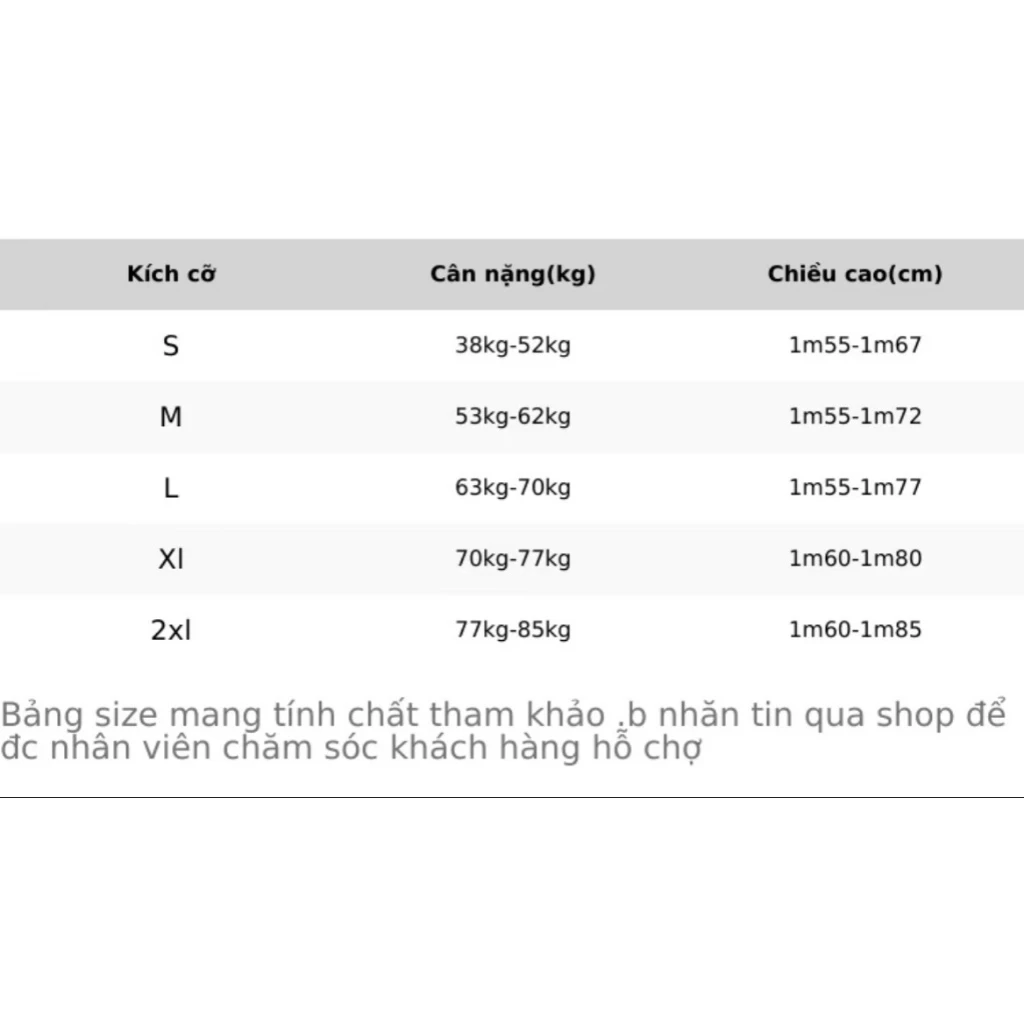 Kích cỡ Cân nặng(kg) Chiều cao(cm)
S 38kg-52kg 1m55-1m67
M 53kg-62kg 1m55-1m72
L 63kg-70kg 1m55-1m77
Xl 70kg-77kg 1m60-1m80
2xl 77kg-85kg 1m60-1m85
Bảng size mang tính chất tham khảo .b nhăn tin qua shop để
đc nhân viên chăm sóc khách hàng hỗ chợ